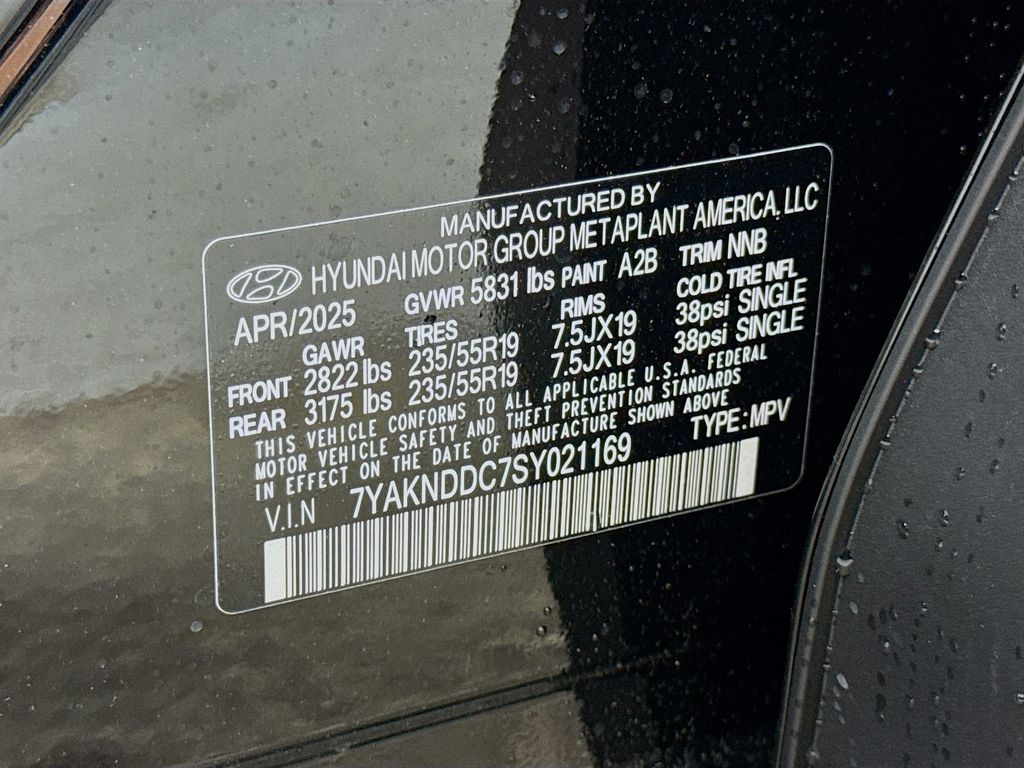 MANUFACTURED BY
HYUNDAI MOTOR GROUP METAPLANT AMERICA, LLC
APR/2025 GVWR 5831 lbs PAINT A2B TRIM NNB
GAWR TIRES RIMS COLD TIRE INFL
FRONT 2822 lbs 235/55R19 7.5JX19 38psi SINGLE
REAR 3175 lbs 235/55R19 7.5JX19 38psi SINGLE
THIS VEHICLE CONFORMS TO ALL APPLICABLE U.S.A. FEDERAL
MOTOR VEHICLE SAFETY AND THEFT PREVENTION STANDARDS
IN EFFECT ON THE DATE OF MANUFACTURE SHOWN ABOVE
V.I.N 7YAKNDDC7SY021169 TYPE: MPV